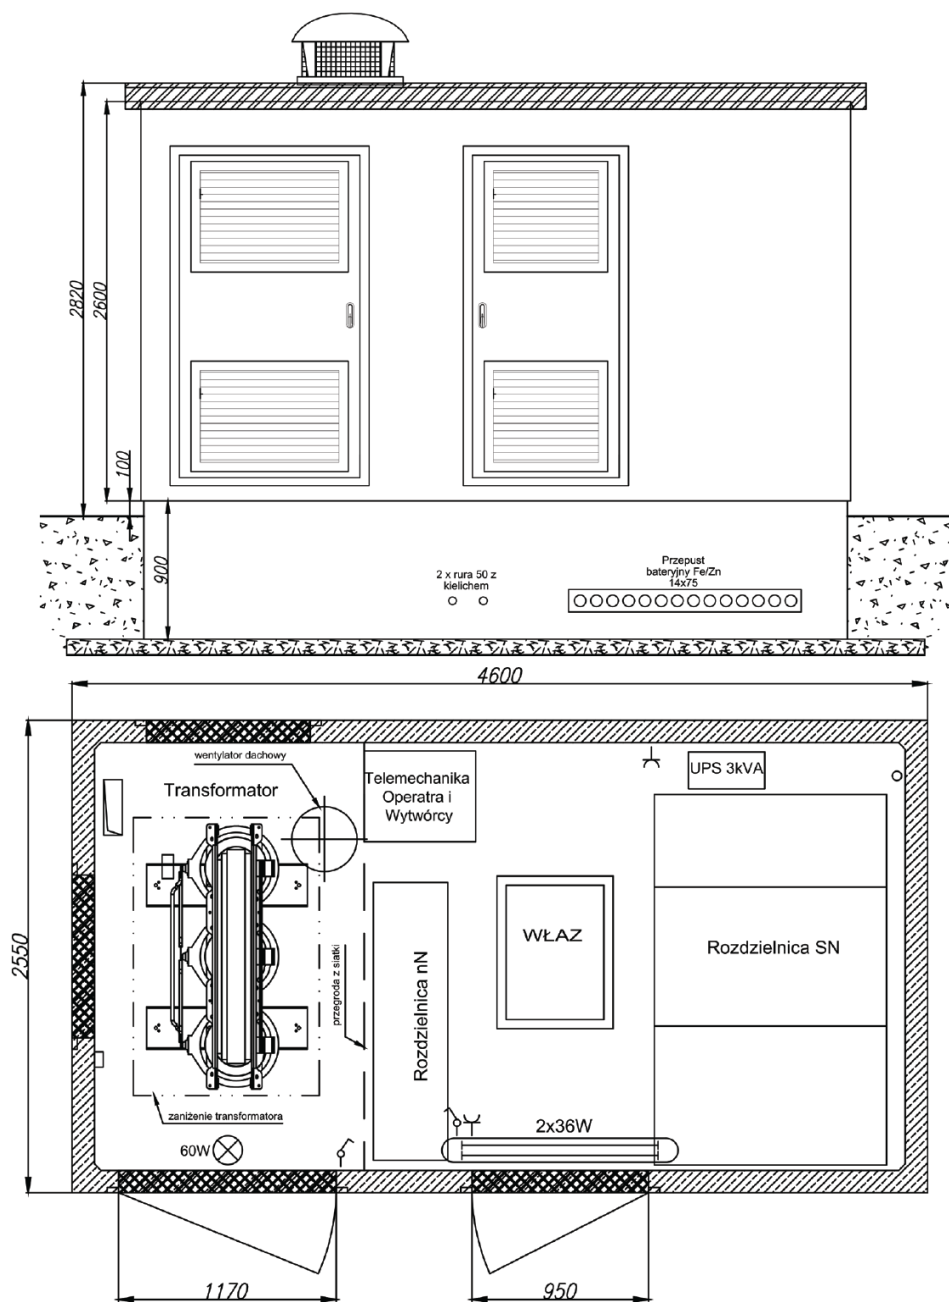 2820
2600
100
900
2 x rura 50 z
kielichem
Przepust
bateryjny Fe/Zn
14x75
4600
2550
wentylator dachowy
Transformator
Telemechanika
Operatra i
Wytwórcy
UPS 3kVA
przegroda z siatki
Rozdzielnica nN
WŁAZ
Rozdzielnica SN
zaniżenie transformatora
60W
2x36W
1170
950